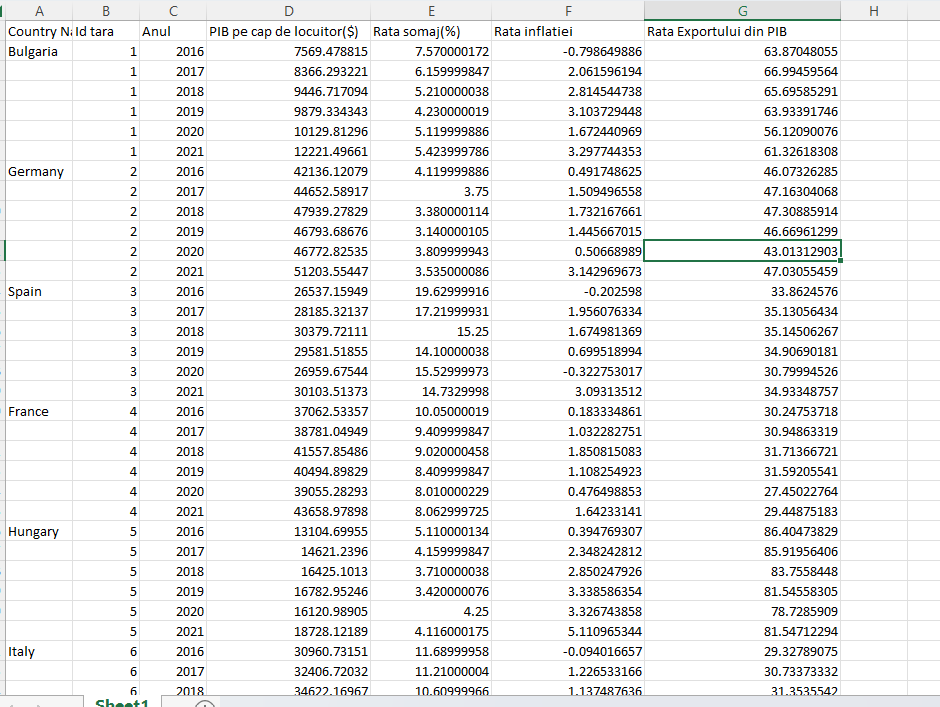 A B C D E F G H
Country Na Id tara Anul PIB pe cap de locuitor($) Rata somaj(%) Rata inflatiei Rata Exportului din PIB
Bulgaria 1 2016 7569.478815 7.570000172 -0.798649886 63.87048055
1 2017 8366.293221 6.159999847 2.061596194 66.99459564
1 2018 9446.717094 5.210000038 2.814544738 65.69585291
1 2019 9879.334343 4.230000019 3.103729448 63.93391746
1 2020 10129.81296 5.119999886 1.672440969 56.12090076
1 2021 12221.49661 5.423999786 3.297744353 61.32618308
Germany 2 2016 42136.12079 4.119999886 0.491748625 46.07326285
2 2017 44652.58917 3.75 1.509496558 47.16304068
2 2018 47939.27829 3.380000114 1.732167661 47.30885914
2 2019 46793.68676 3.140000105 1.445667015 46.66961299
2 2020 46772.82535 3.809999943 0.50668989 43.01312903
2 2021 51203.55447 3.535000086 3.142969673 47.03055459
Spain 3 2016 26537.15949 19.62999916 -0.202598 33.8624576
3 2017 28185.32137 17.21999931 1.956076334 35.13056434
3 2018 30379.72111 15.25 1.674981369 35.14506267
3 2019 29581.51855 14.10000038 0.699518994 34.90690181
3 2020 26959.67544 15.52999973 -0.322753017 30.79994526
3 2021 30103.51373 14.7329998 3.09313512 34.93348757
France 4 2016 37062.53357 10.05000019 0.183334861 30.24753718
4 2017 38781.04949 9.409999847 1.032282751 30.94863319
4 2018 41557.85486 9.020000458 1.850815083 31.71366721
4 2019 40494.89829 8.409999847 1.108254923 31.59205541
4 2020 39055.28293 8.010000229 0.476498853 27.45022764
4 2021 43658.97898 8.062999725 1.64233141 29.44875183
Hungary 5 2016 13104.69955 5.110000134 0.394769307 86.40473829
5 2017 14621.2396 4.159999847 2.348242812 85.91956406
5 2018 16425.1013 3.710000038 2.850247926 83.7558448
5 2019 16782.95246 3.420000076 3.338586354 81.54558305
5 2020 16120.98905 4.25 3.326743858 78.7285909
5 2021 18728.12189 4.116000175 5.110965344 81.54712294
Italy 6 2016 30960.73151 11.68999958 -0.094016657 29.32789075
6 2017 32406.72032 11.21000004 1.226533166 30.73373332
6 2018 34622.16967 10.60999966 1.137487636 31.3535542
Sheet1